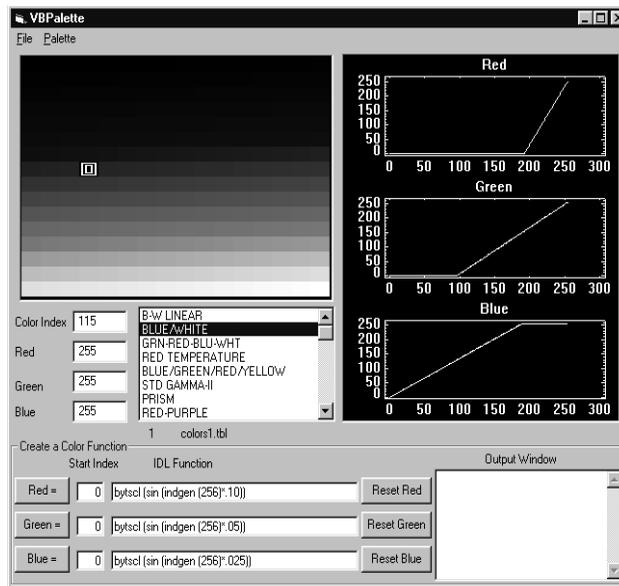 VBPalette
File Palette
Red
250
200
150
100
50
0
0 50 100 150 200 250 300
Green
250
200
150
100
50
0
0 50 100 150 200 250 300
Blue
250
200
150
100
50
0
0 50 100 150 200 250 300
Color Index 115
Red 255
Green 255
Blue 255
B-W LINEAR
BLUE/WHITE
GRN-RED-BLU-WHT
RED TEMPERATURE
BLUE/GREEN/RED/YELLOW
STD GAMMA-II
PRISM
RED-PURPLE
1 colors1.tbl
Create a Color Function
Start Index IDL Function
Output Window
Red = 0 bytscl (sin (indgen (256)*.10)) Reset Red
Green = 0 bytscl (sin (indgen (256)*.05)) Reset Green
Blue = 0 bytscl (sin (indgen (256)*.025)) Reset Blue